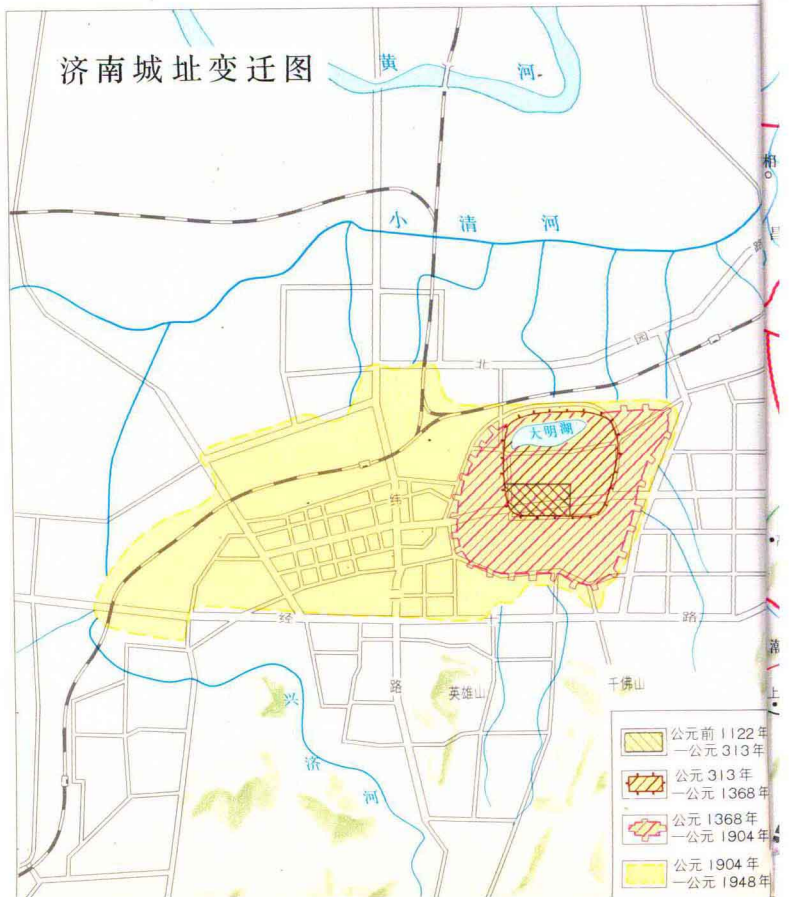 济南城址变迁图
黄河
小清河
相
昌
路
园
北
大明湖
纬
经
路
路
英雄山
千佛山
兴济河
上
公元前1122年
—公元313年
公元313年
—公元1368年
公元1368年
—公元1904年
公元1904年
—公元1948年